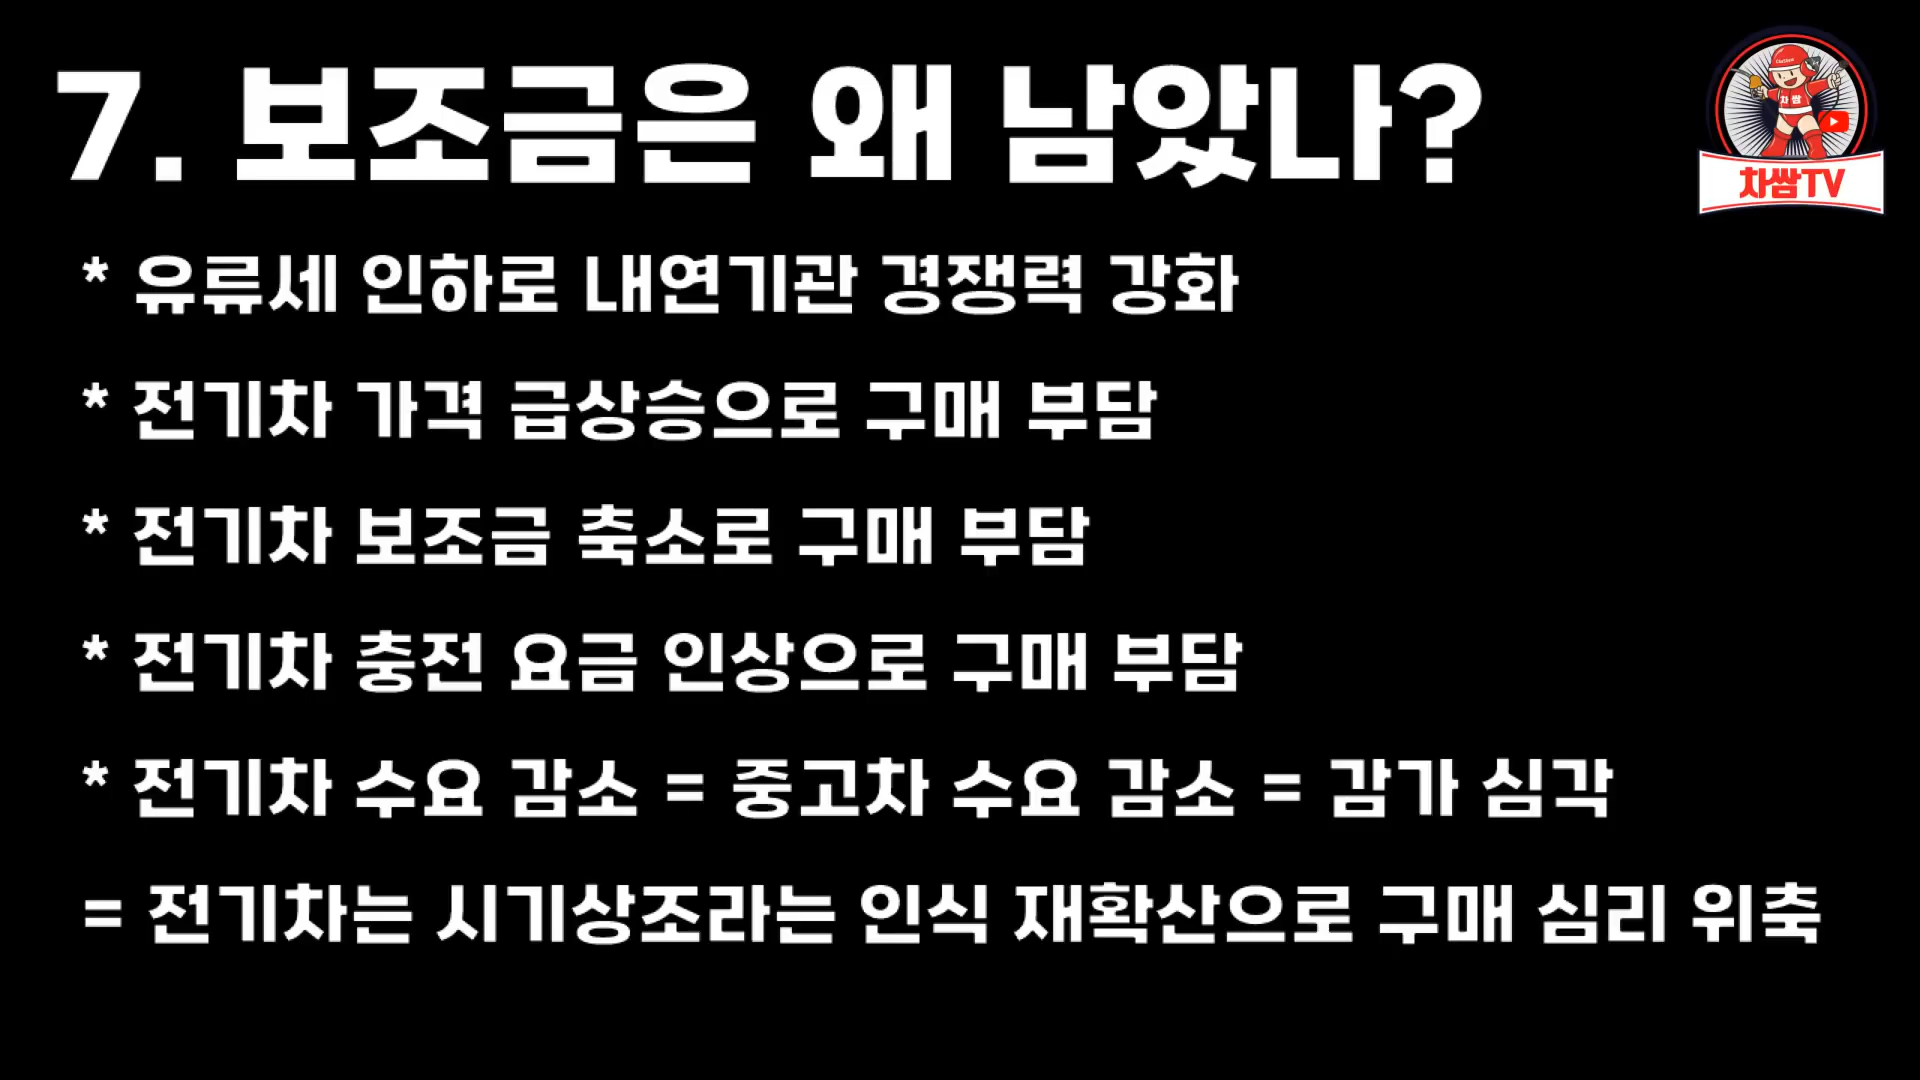 7. 보조금은 왜 남았나?
차쌈
차쌈TV
* 유류세 인하로 내연기관 경쟁력 강화
* 전기차 가격 급상승으로 구매 부담
* 전기차 보조금 축소로 구매 부담
* 전기차 충전 요금 인상으로 구매 부담
* 전기차 수요 감소 = 중고차 수요 감소 = 감가 심각
= 전기차는 시기상조라는 인식 재확산으로 구매 심리 위축